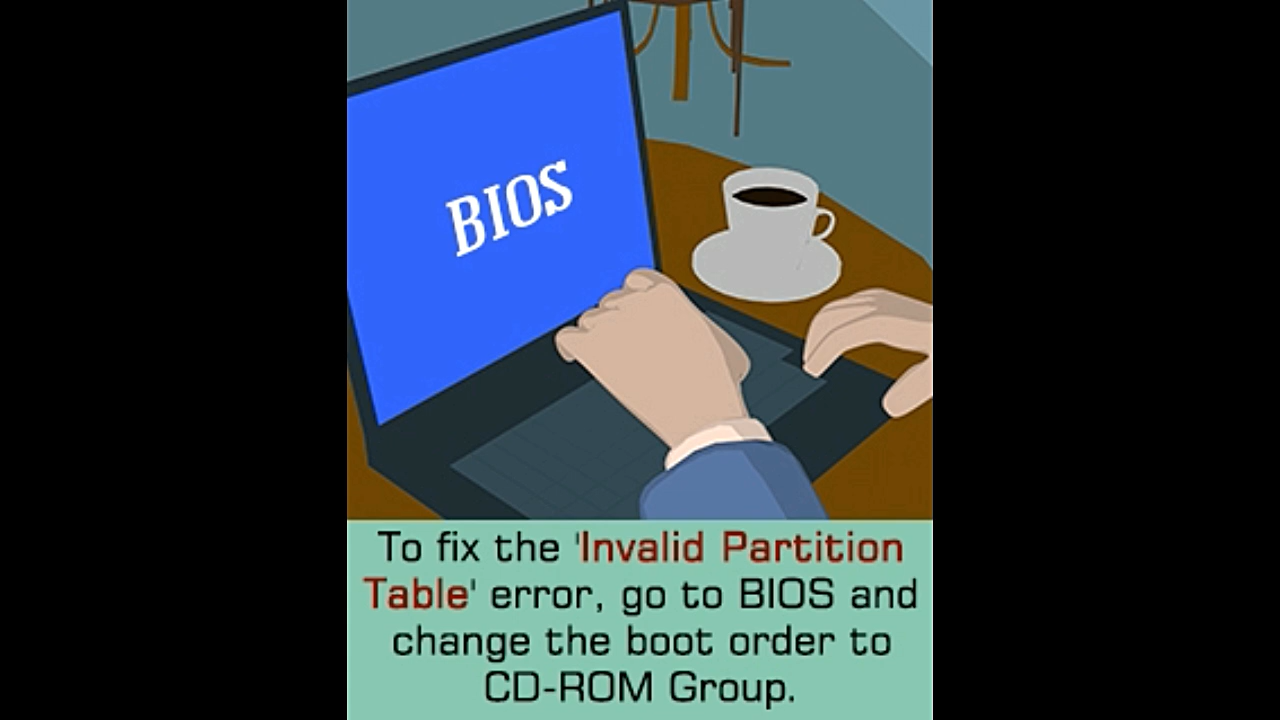 BIOS
To fix the 'Invalid Partition
Table' error, go to BIOS and
change the boot order to
CD-ROM Group.